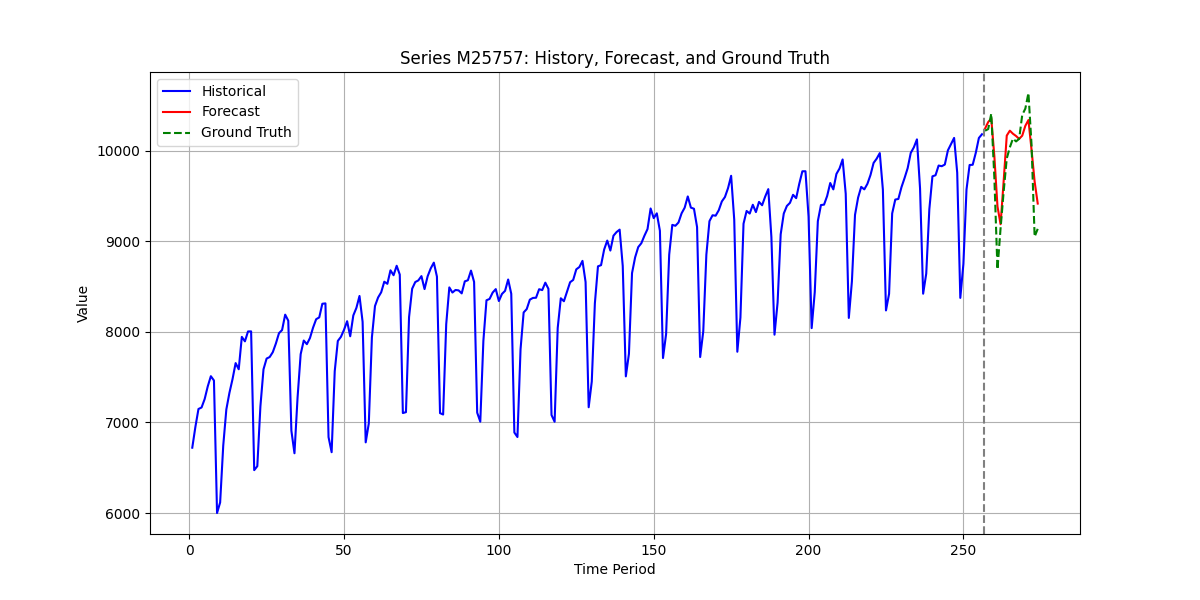 Series M25757: History, Forecast, and Ground Truth
Historical
Forecast
Ground Truth
10000
9000
8000
7000
6000
Value
0 50 100 150 200 250
Time Period